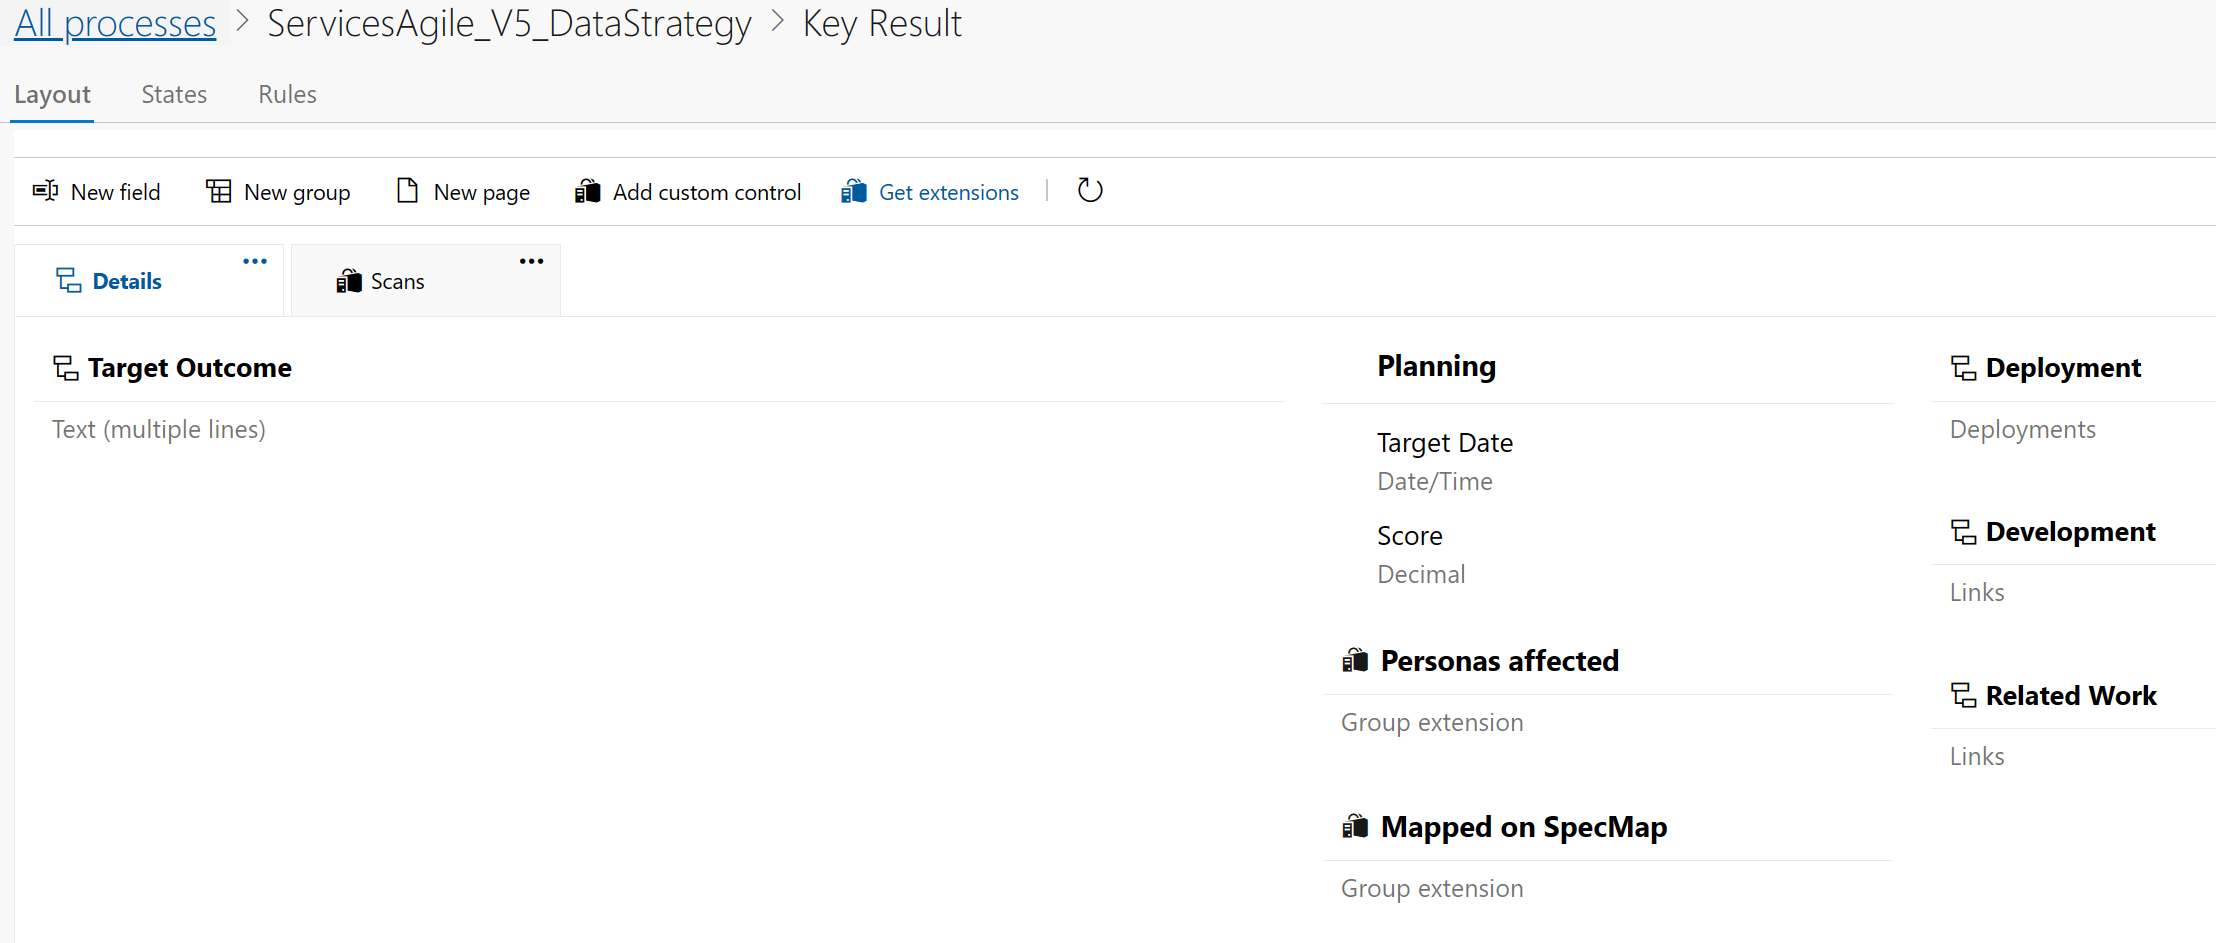 All processes > ServicesAgile_V5_DataStrategy > Key Result
Layout States Rules
New field New group New page Add custom control Get extensions
Details ... Scans ...
Target Outcome
Text (multiple lines)
Planning
Target Date
Date/Time
Score
Decimal
Personas affected
Group extension
Mapped on SpecMap
Group extension
Deployment
Deployments
Development
Links
Related Work
Links